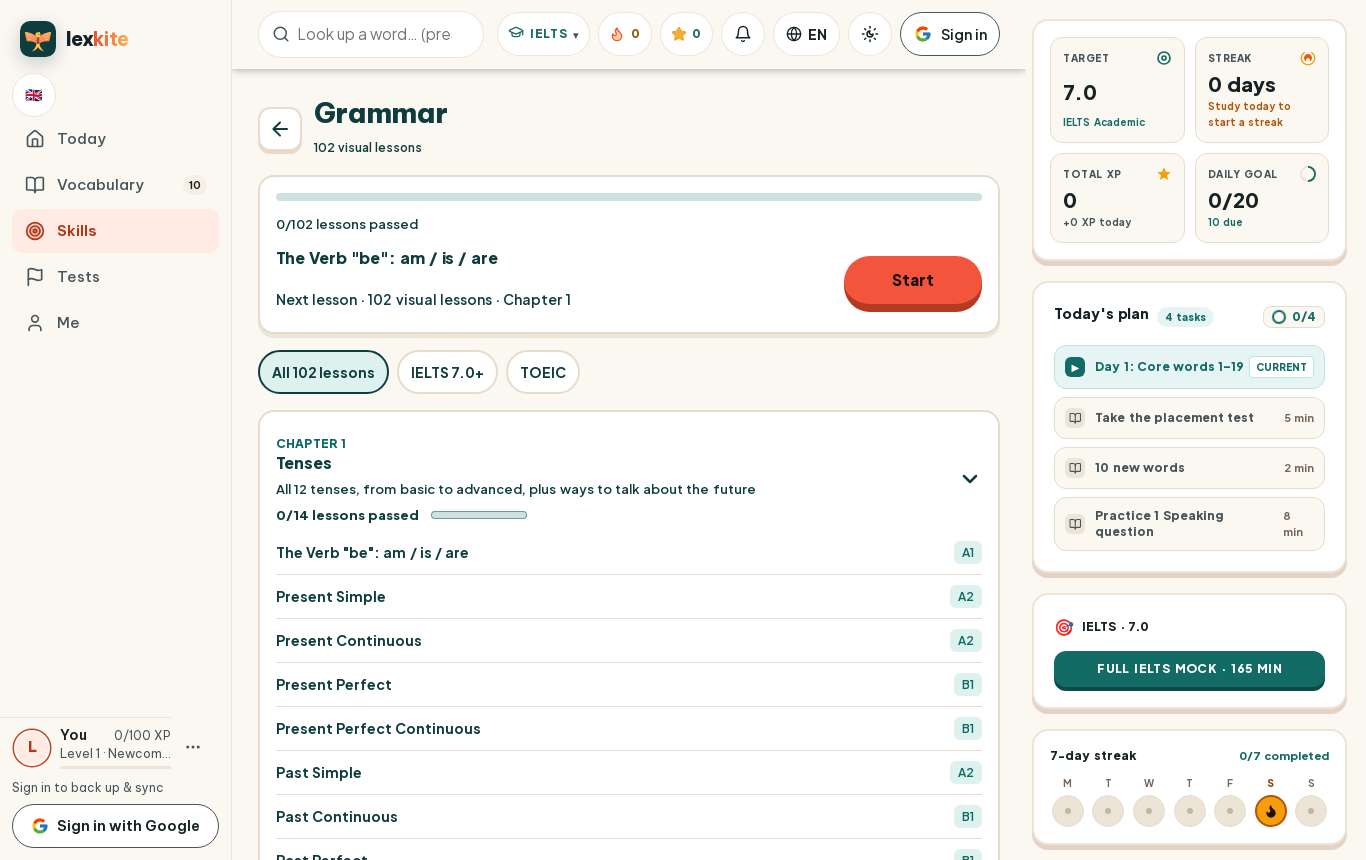 lexkite
Today
Vocabulary 10
Skills
Tests
Me
L
You 0/100 XP
Level 1 · Newcom...
Sign in to back up & sync
Sign in with Google
Look up a word... (pre
IELTS ▾
0
0
EN
Sign in
Grammar
102 visual lessons
0/102 lessons passed
The Verb "be": am / is / are
Next lesson · 102 visual lessons · Chapter 1
Start
All 102 lessons
IELTS 7.0+
TOEIC
CHAPTER 1
Tenses
All 12 tenses, from basic to advanced, plus ways to talk about the future
0/14 lessons passed
The Verb "be": am / is / are A1
Present Simple A2
Present Continuous A2
Present Perfect B1
Present Perfect Continuous B1
Past Simple A2
Past Continuous B1
Past Perfect B1
TARGET
7.0
IELTS Academic
STREAK
0 days
Study today to
start a streak
TOTAL XP
0
+0 XP today
DAILY GOAL
0/20
10 due
Today's plan 4 tasks 0/4
Day 1: Core words 1–19 CURRENT
Take the placement test 5 min
10 new words 2 min
Practice 1 Speaking
question
8
min
IELTS · 7.0
FULL IELTS MOCK · 165 MIN
7-day streak 0/7 completed
M T W T F S S